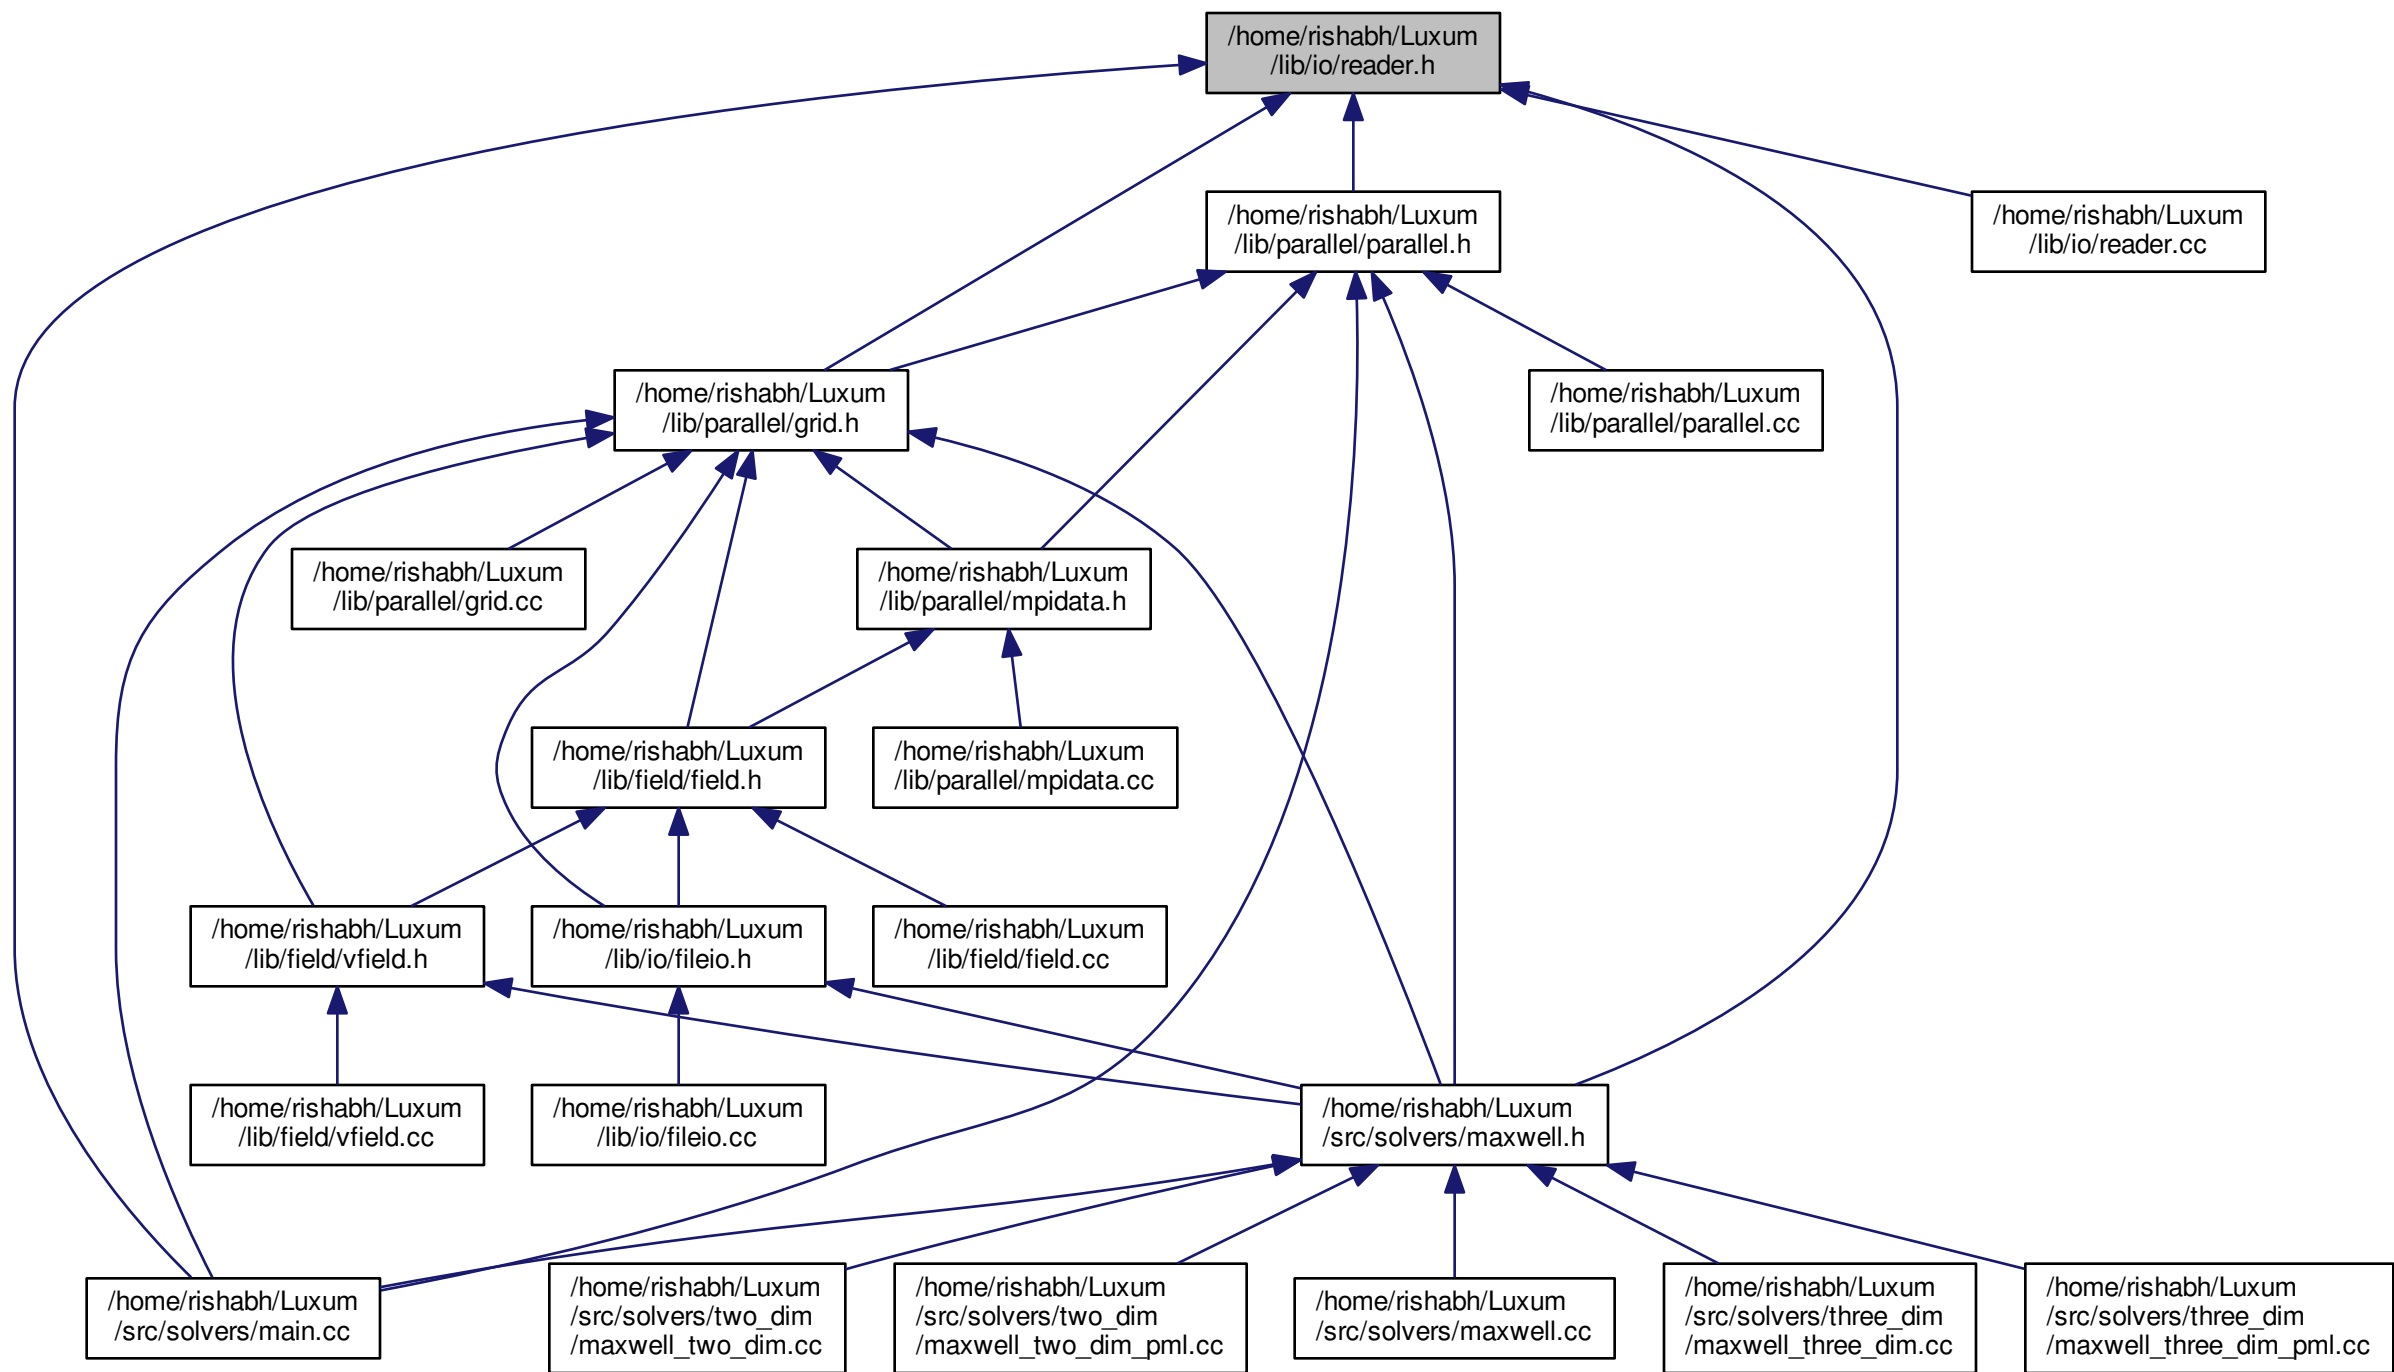 /home/rishabh/Luxum
/lib/io/reader.h
/home/rishabh/Luxum
/lib/parallel/parallel.h
/home/rishabh/Luxum
/lib/io/reader.cc
/home/rishabh/Luxum
/lib/parallel/grid.h
/home/rishabh/Luxum
/lib/parallel/parallel.cc
/home/rishabh/Luxum
/lib/parallel/grid.cc
/home/rishabh/Luxum
/lib/parallel/mpidata.h
/home/rishabh/Luxum
/lib/field/field.h
/home/rishabh/Luxum
/lib/parallel/mpidata.cc
/home/rishabh/Luxum
/lib/field/vfield.h
/home/rishabh/Luxum
/lib/io/fileio.h
/home/rishabh/Luxum
/lib/field/field.cc
/home/rishabh/Luxum
/lib/field/vfield.cc
/home/rishabh/Luxum
/lib/io/fileio.cc
/home/rishabh/Luxum
/src/solvers/maxwell.h
/home/rishabh/Luxum
/src/solvers/main.cc
/home/rishabh/Luxum
/src/solvers/two_dim
/maxwell_two_dim.cc
/home/rishabh/Luxum
/src/solvers/two_dim
/maxwell_two_dim_pml.cc
/home/rishabh/Luxum
/src/solvers/maxwell.cc
/home/rishabh/Luxum
/src/solvers/three_dim
/maxwell_three_dim.cc
/home/rishabh/Luxum
/src/solvers/three_dim
/maxwell_three_dim_pml.cc